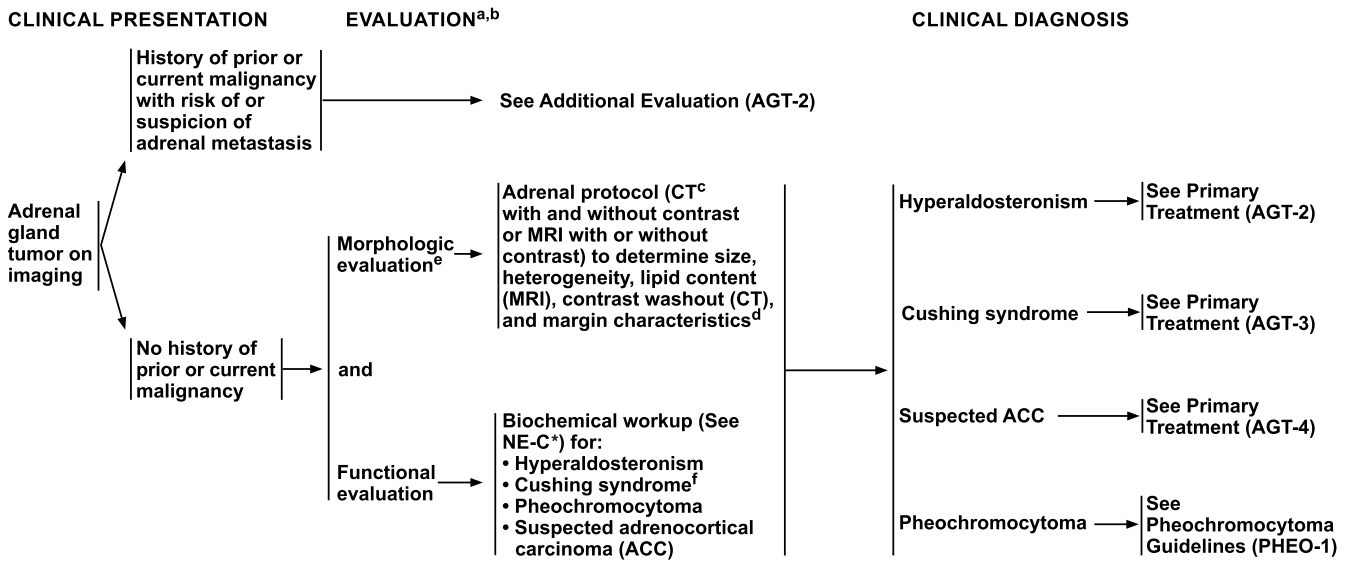 CLINICAL PRESENTATION
EVALUATIONa,b
CLINICAL DIAGNOSIS
Adrenal
gland
tumor on
imaging
History of prior or
current malignancy
with risk of or
suspicion of
adrenal metastasis
See Additional Evaluation (AGT-2)
No history of
prior or current
malignancy
Morphologic
evaluatione
and
Functional
evaluation
Adrenal protocol (CTc
with and without contrast
or MRI with or without
contrast) to determine size,
heterogeneity, lipid content
(MRI), contrast washout (CT),
and margin characteristicsd
Biochemical workup (See
NE-C*) for:
• Hyperaldosteronism
• Cushing syndromef
• Pheochromocytoma
• Suspected adrenocortical
carcinoma (ACC)
Hyperaldosteronism
See Primary
Treatment (AGT-2)
Cushing syndrome
See Primary
Treatment (AGT-3)
Suspected ACC
See Primary
Treatment (AGT-4)
Pheochromocytoma
See
Pheochromocytoma
Guidelines (PHEO-1)